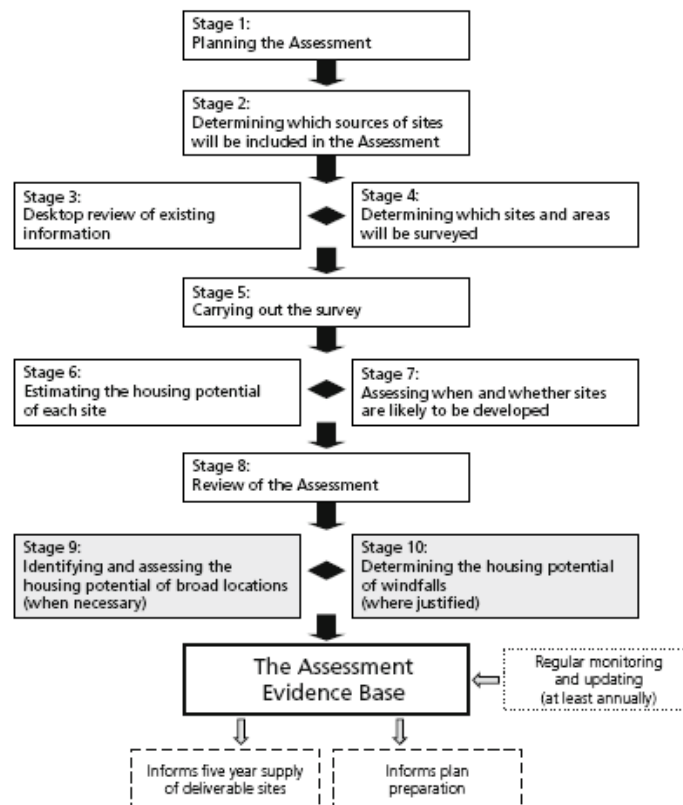 Stage 1:
Planning the Assessment
Stage 2:
Determining which sources of sites
will be included in the Assessment
Stage 3:
Desktop review of existing
information
Stage 4:
Determining which sites and areas
will be surveyed
Stage 5:
Carrying out the survey
Stage 6:
Estimating the housing potential
of each site
Stage 7:
Assessing when and whether sites
are likely to be developed
Stage 8:
Review of the Assessment
Stage 9:
Identifying and assessing the
housing potential of broad locations
(when necessary)
Stage 10:
Determining the housing potential
of windfalls
(where justified)
The Assessment
Evidence Base
Regular monitoring
and updating
(at least annually)
Informs five year supply
of deliverable sites
Informs plan
preparation